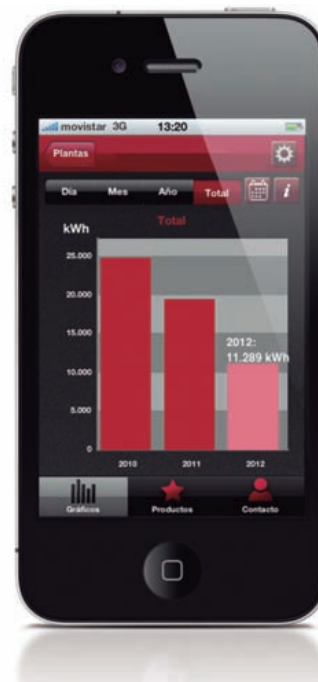 movistar 3G 13:20
Plantas
Día Mes Año Total i
Total
kWh
25.000
20.000
15.000
10.000
5.000
0
2012:
11.289 kWh
2010 2011 2012
Gráficos Productos Contacto